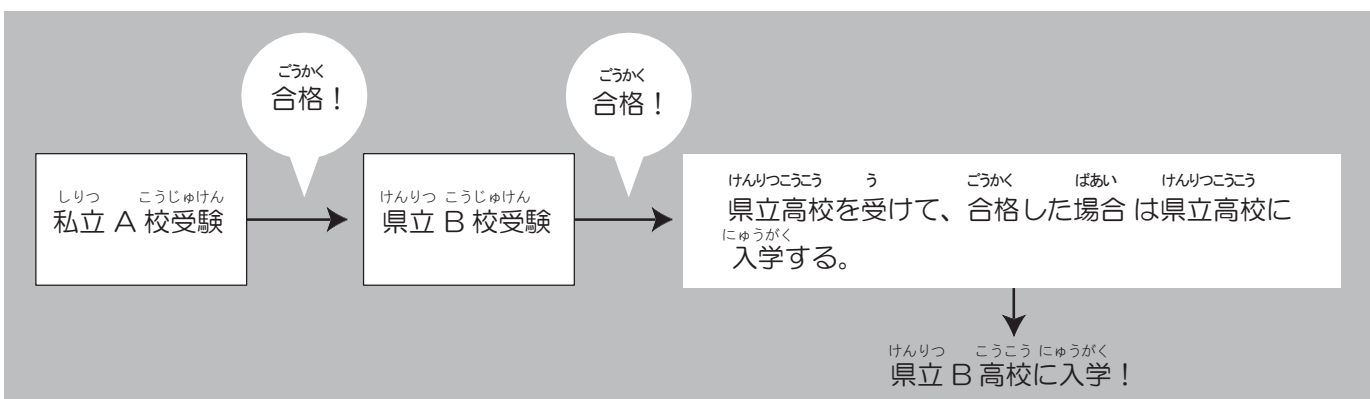 ごうかく
合格！
ごうかく
合格！
しりつ こうじゅけん
私立 A 校受験
けんりつ こうじゅけん
県立 B 校受験
けんりつこうこう う ごうかく ばあい けんりつこうこう
県立高校を受けて、合格した場合 は県立高校に
にゅうがく
入学する。
けんりつ こうこう にゅうがく
県立 B 高校に入学！